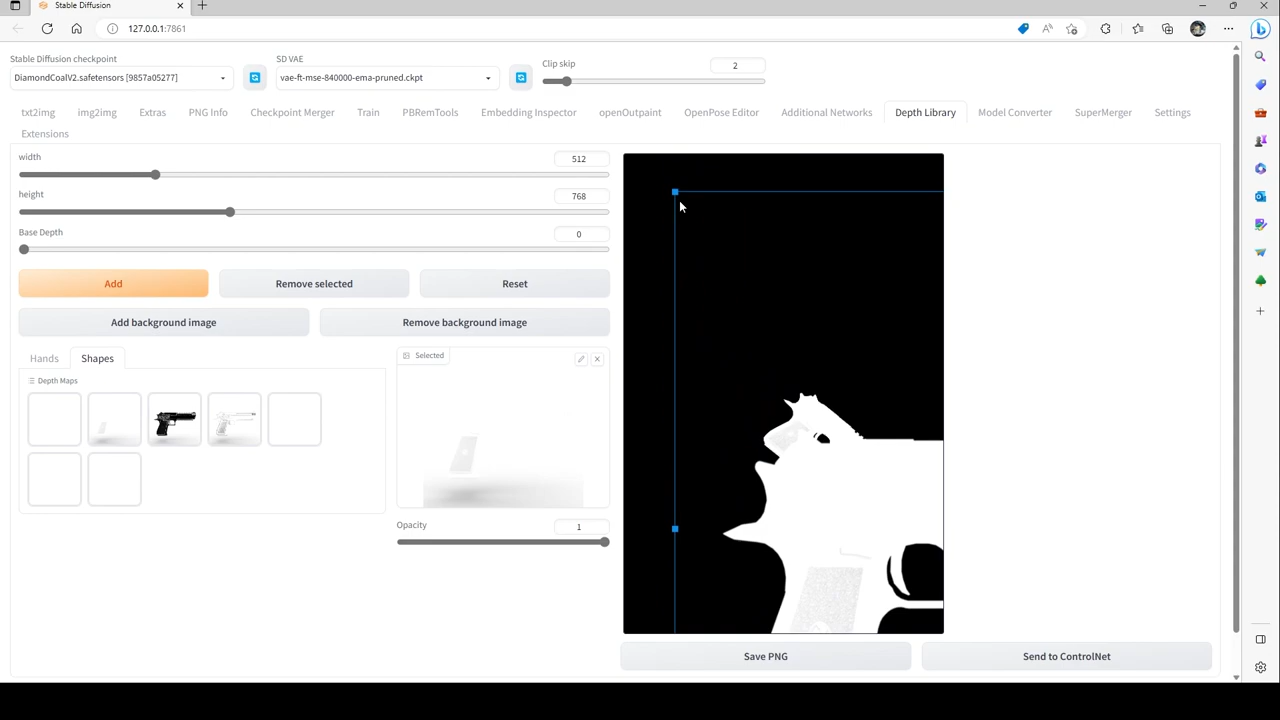 Stable Diffusion
127.0.0.1:7861
Stable Diffusion checkpoint
SD VAE
Clip skip
2
DiamondCoalV2.safetensors [9857a05277]
vae-ft-mse-840000-ema-pruned.ckpt
txt2img img2img Extras PNG Info Checkpoint Merger Train PBRemTools Embedding Inspector openOutpaint OpenPose Editor Additional Networks Depth Library Model Converter SuperMerger Settings
Extensions
width 512
height 768
Base Depth 0
Add Remove selected Reset
Add background image Remove background image
Hands Shapes
Selected
Depth Maps
Opacity 1
Save PNG Send to ControlNet